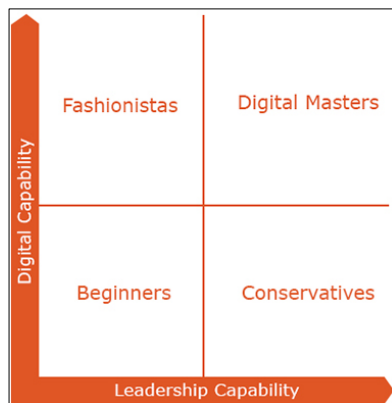 Fashionistas
Digital Masters
Digital Capability
Beginners
Conservatives
Leadership Capability